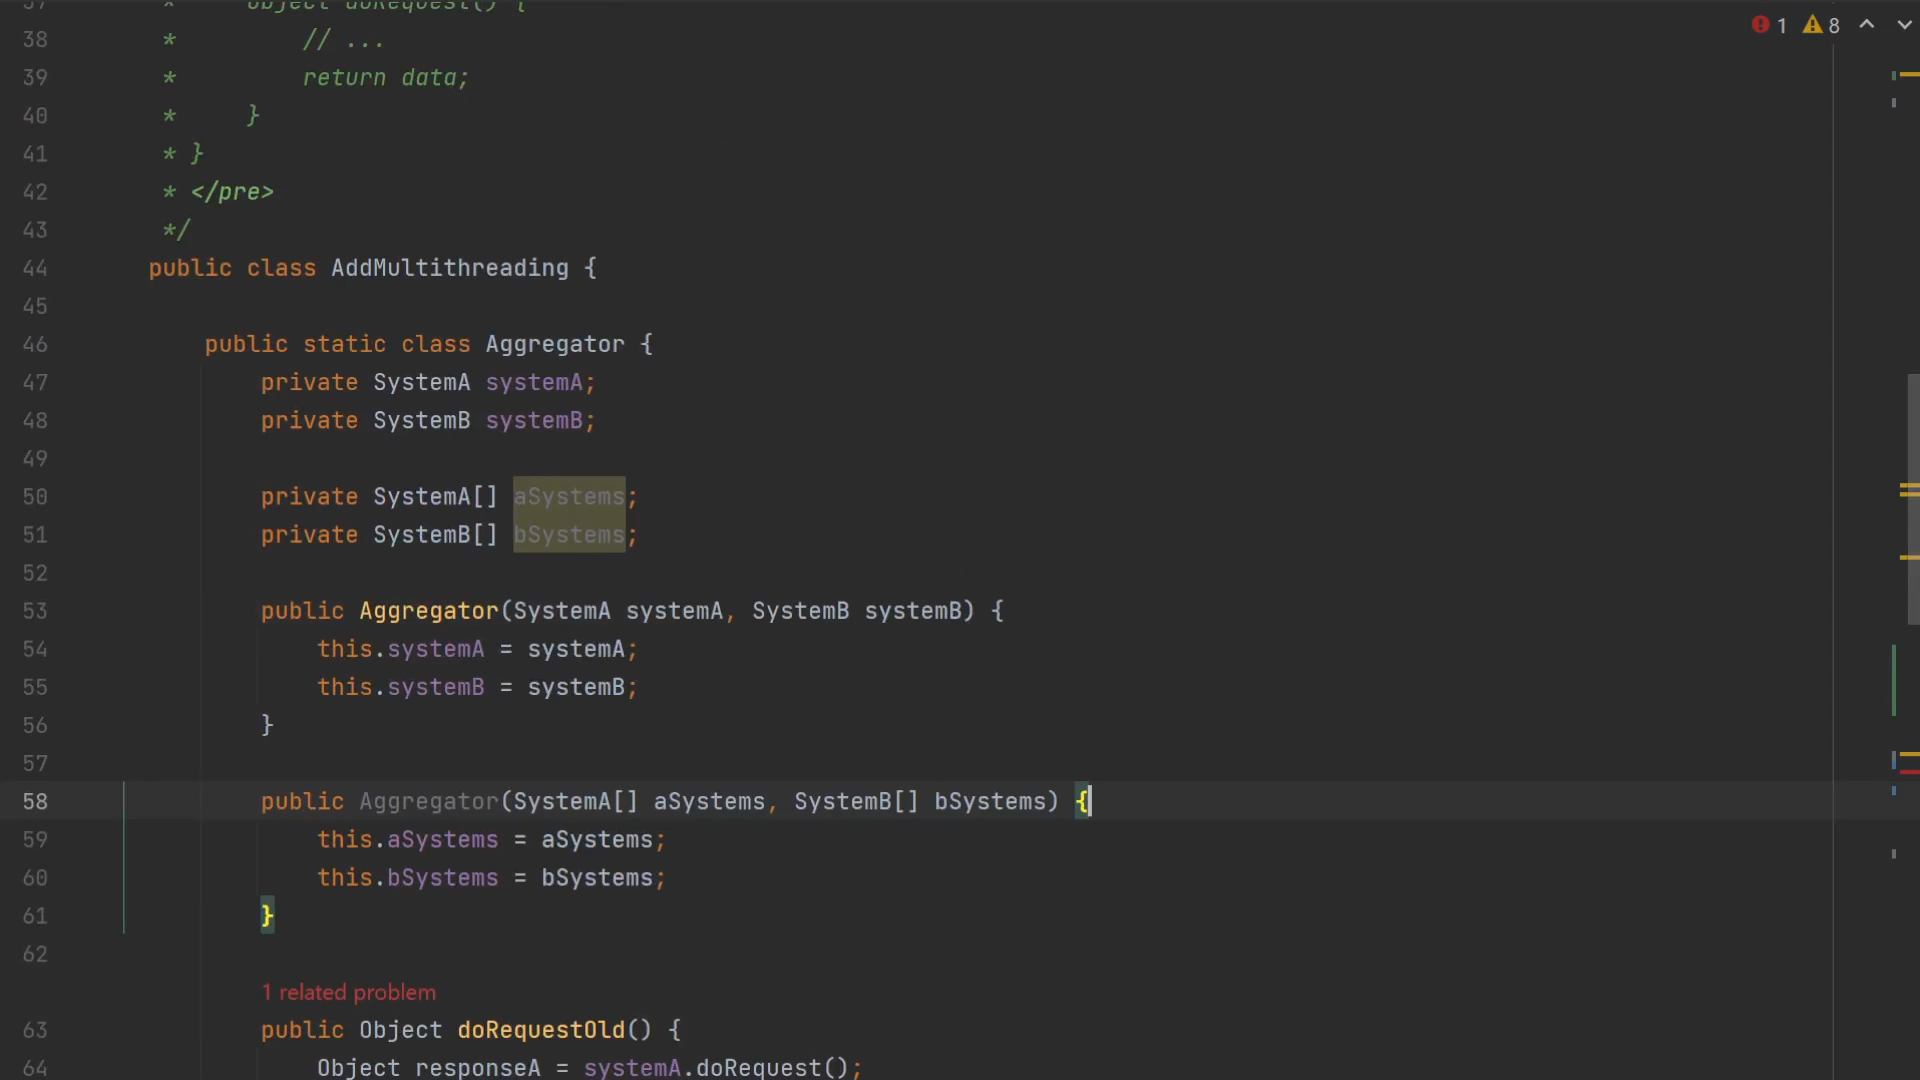 37 * Object doRequest() {
38 * // ...
39 * return data;
40 * }
41 * }
42 * </pre>
43 */
44 public class AddMultithreading {
45
46 public static class Aggregator {
47 private SystemA systemA;
48 private SystemB systemB;
49
50 private SystemA[] aSystems;
51 private SystemB[] bSystems;
52
53 public Aggregator(SystemA systemA, SystemB systemB) {
54 this.systemA = systemA;
55 this.systemB = systemB;
56 }
57
58 public Aggregator(SystemA[] aSystems, SystemB[] bSystems) {
59 this.aSystems = aSystems;
60 this.bSystems = bSystems;
61 }
62
1 related problem
63 public Object doRequestOld() {
64 Object responseA = systemA.doRequest();
1 8